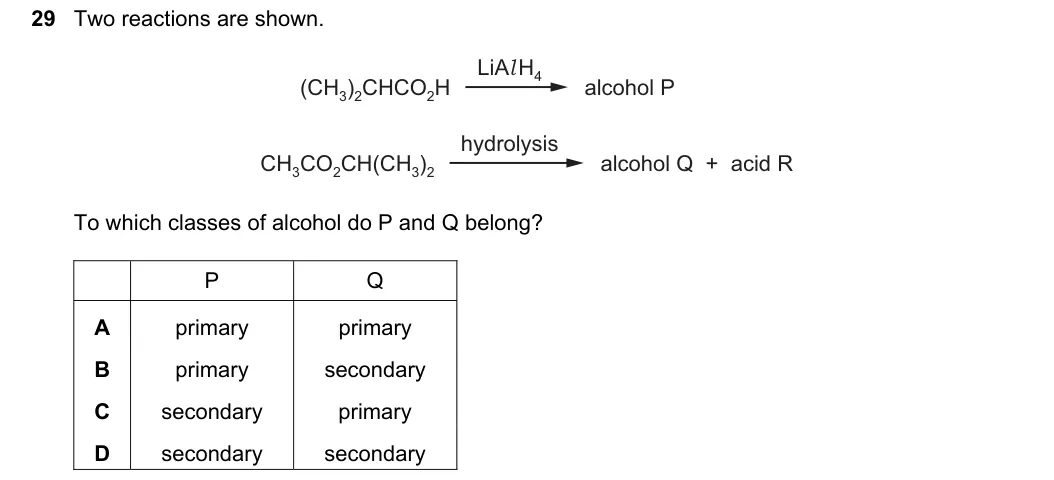 29 Two reactions are shown.
LiAlH₄
(CH₃)₂CHCO₂H alcohol P
hydrolysis
CH₃CO₂CH(CH₃)₂ alcohol Q + acid R
To which classes of alcohol do P and Q belong?
P Q
A primary primary
B primary secondary
C secondary primary
D secondary secondary